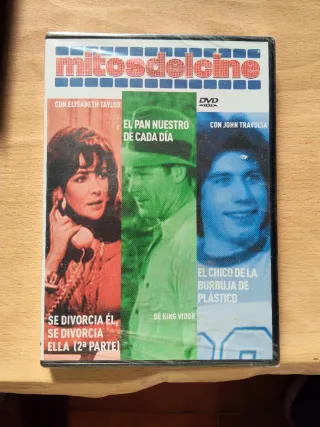 mitosdelcine
CON ELISABETH TAYLOR
SE DIVORCIA ÉL,
SE DIVORCIA
ELLA (2ª PARTE)
EL PAN NUESTRO
DE CADA DÍA
DE KING VIDOR
DVD
CON JOHN TRAVOLTA
EL CHICO DE LA
BURBUJA DE
PLÁSTICO